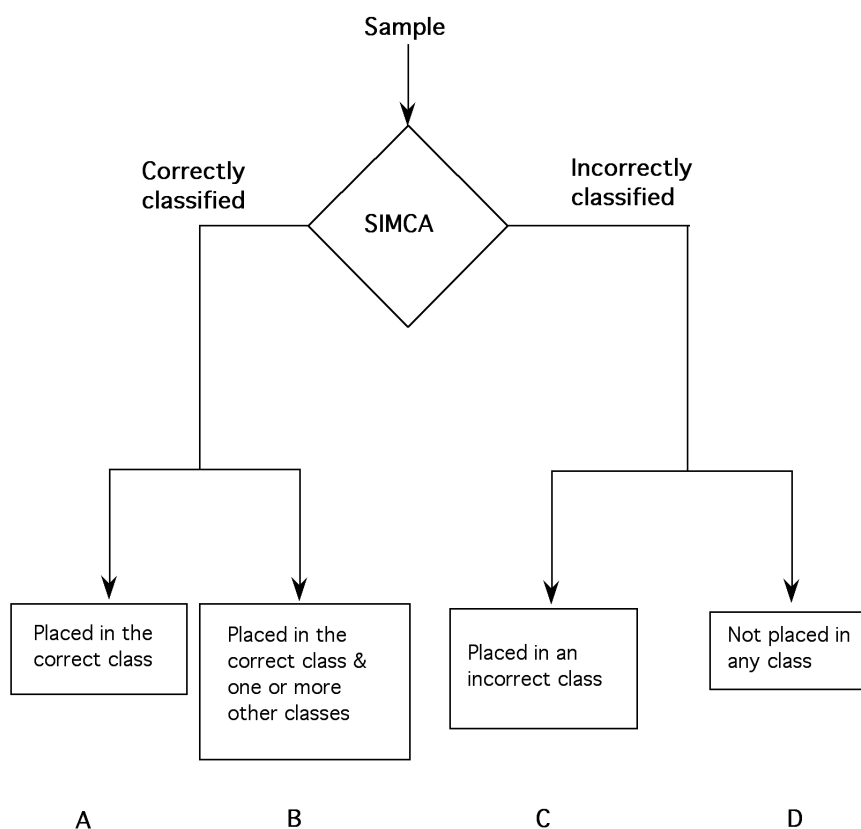 Sample
Correctly
classified
Incorrectly
classified
SIMCA
Placed in the
correct class
Placed in the
correct class &
one or more
other classes
Placed in an
incorrect class
Not placed in
any class
A
B
C
D